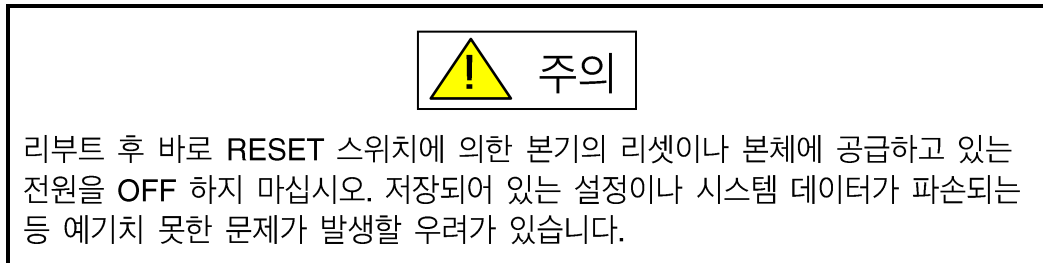 ! 주의
리부트 후 바로 RESET 스위치에 의한 본기의 리셋이나 본체에 공급하고 있는
전원을 OFF 하지 마십시오. 저장되어 있는 설정이나 시스템 데이터가 파손되는
등 예기치 못한 문제가 발생할 우려가 있습니다.